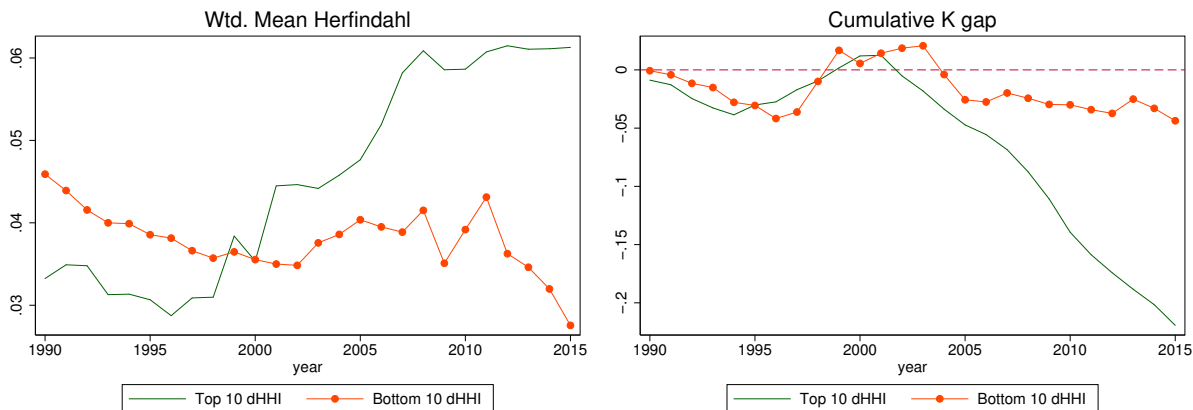 Wtd. Mean Herfindahl
.06
.05
.04
.03
1990
1995
2000
2005
2010
2015
year
Top 10 dHHI
Bottom 10 dHHI
Cumulative K gap
0
-.05
-.1
-.15
-.2
1990
1995
2000
2005
2010
2015
year
Top 10 dHHI
Bottom 10 dHHI